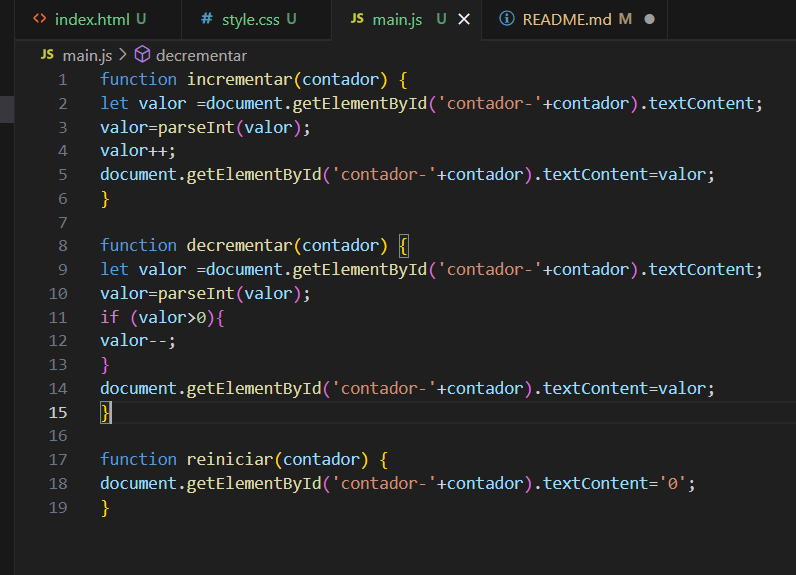 index.html U style.css U JS main.js U README.md M
JS main.js decrementar
1 function incrementar(contador) {
2 let valor =document.getElementById('contador-'+contador).textContent;
3 valor=parseInt(valor);
4 valor++;
5 document.getElementById('contador-'+contador).textContent=valor;
6 }
7
8 function decrementar(contador) {
9 let valor =document.getElementById('contador-'+contador).textContent;
10 valor=parseInt(valor);
11 if (valor>0){
12 valor--;
13 }
14 document.getElementById('contador-'+contador).textContent=valor;
15 }
16
17 function reiniciar(contador) {
18 document.getElementById('contador-'+contador).textContent='0';
19 }